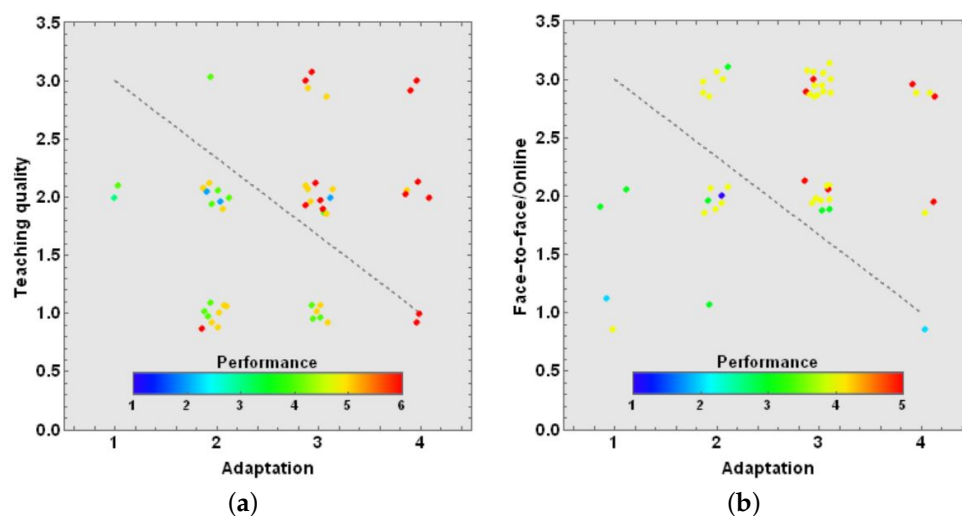 3.5
3.0
2.5
2.0
1.5
1.0
0.5
0.0
Teaching quality
Performance
1 2 3 4 5 6
1 2 3 4
Adaptation
(a)
3.5
3.0
2.5
2.0
1.5
1.0
0.5
0.0
Face-to-face/Online
Performance
1 2 3 4 5
1 2 3 4
Adaptation
(b)